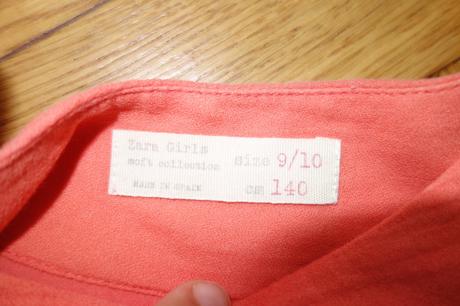 Zara Girls
soft collection
size 9/10
MADE IN SPAIN
CM 140